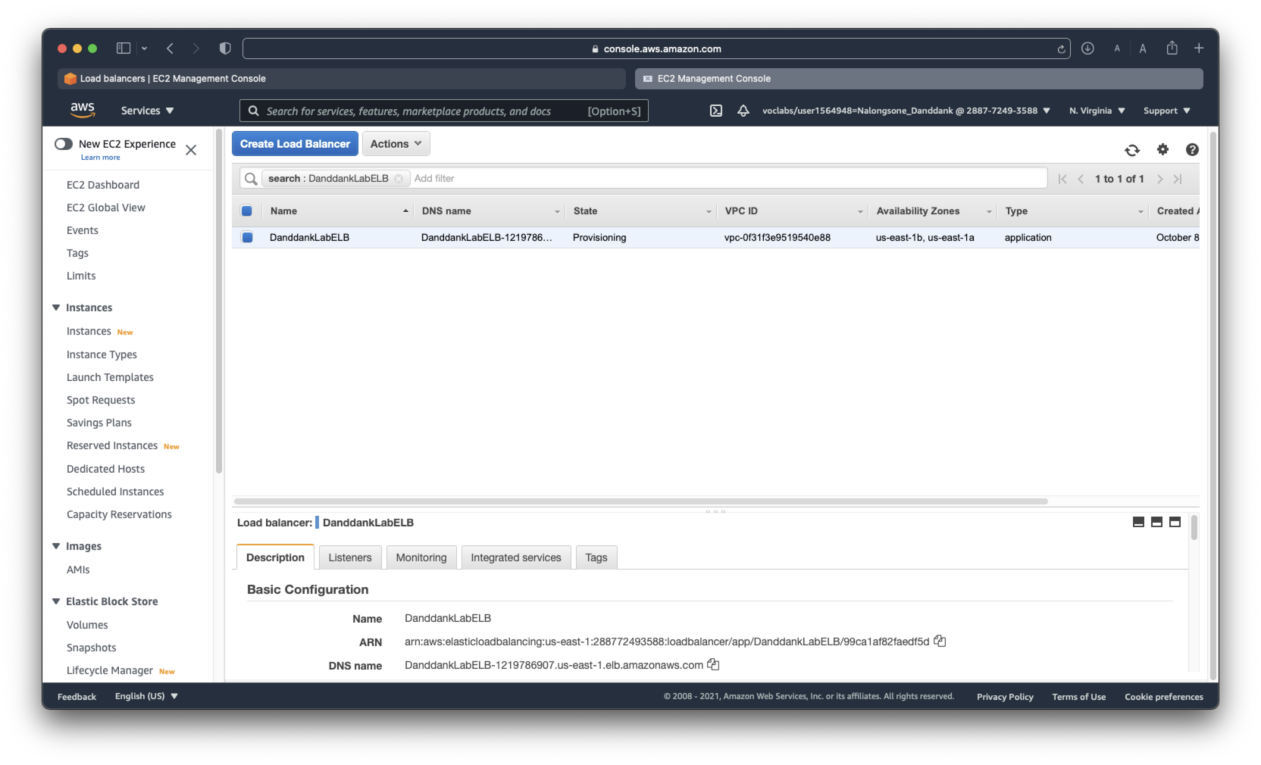 console.aws.amazon.com
A A
Load balancers | EC2 Management Console
EC2 Management Console
aws Services Search for services, features, marketplace products, and docs [Option+S] voclabs/user1564948=Nalongsone_Danddank @ 2887-7249-3588 N. Virginia Support
New EC2 Experience
Learn more
EC2 Dashboard
EC2 Global View
Events
Tags
Limits
Instances
Instances New
Instance Types
Launch Templates
Spot Requests
Savings Plans
Reserved Instances New
Dedicated Hosts
Scheduled Instances
Capacity Reservations
Images
AMIs
Elastic Block Store
Volumes
Snapshots
Lifecycle Manager New
Create Load Balancer Actions
search : DanddankLabELB Add filter 1 to 1 of 1
Name DNS name State VPC ID Availability Zones Type Created A
DanddankLabELB DanddankLabELB-1219786... Provisioning vpc-0f31f3e9519540e88 us-east-1b, us-east-1a application October 8
Load balancer: DanddankLabELB
Description Listeners Monitoring Integrated services Tags
Basic Configuration
Name DanddankLabELB
ARN arn:aws:elasticloadbalancing:us-east-1:288772493588:loadbalancer/app/DanddankLabELB/99ca1af82faedf5d
DNS name DanddankLabELB-1219786907.us-east-1.elb.amazonaws.com
Feedback English (US) © 2008 - 2021, Amazon Web Services, Inc. or its affiliates. All rights reserved. Privacy Policy Terms of Use Cookie preferences